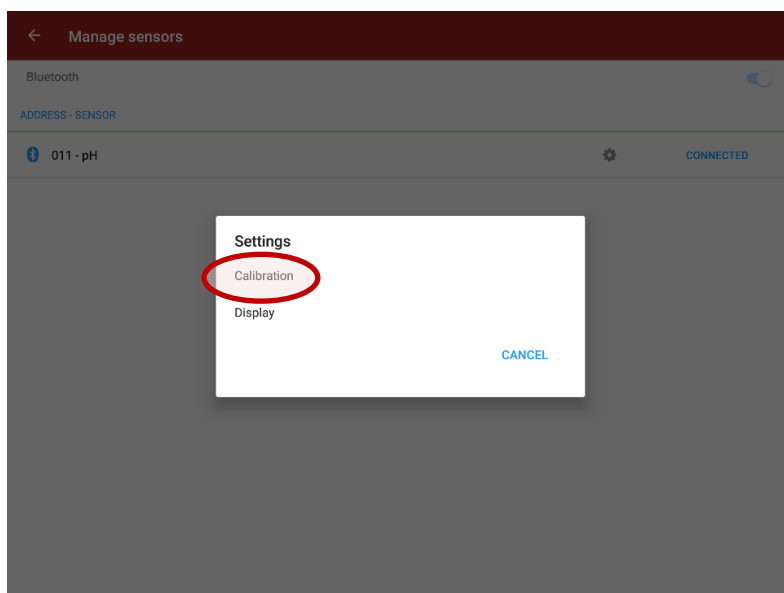 Manage sensors
Bluetooth
ADDRESS - SENSOR
011 - pH CONNECTED
Settings
Calibration
Display
CANCEL